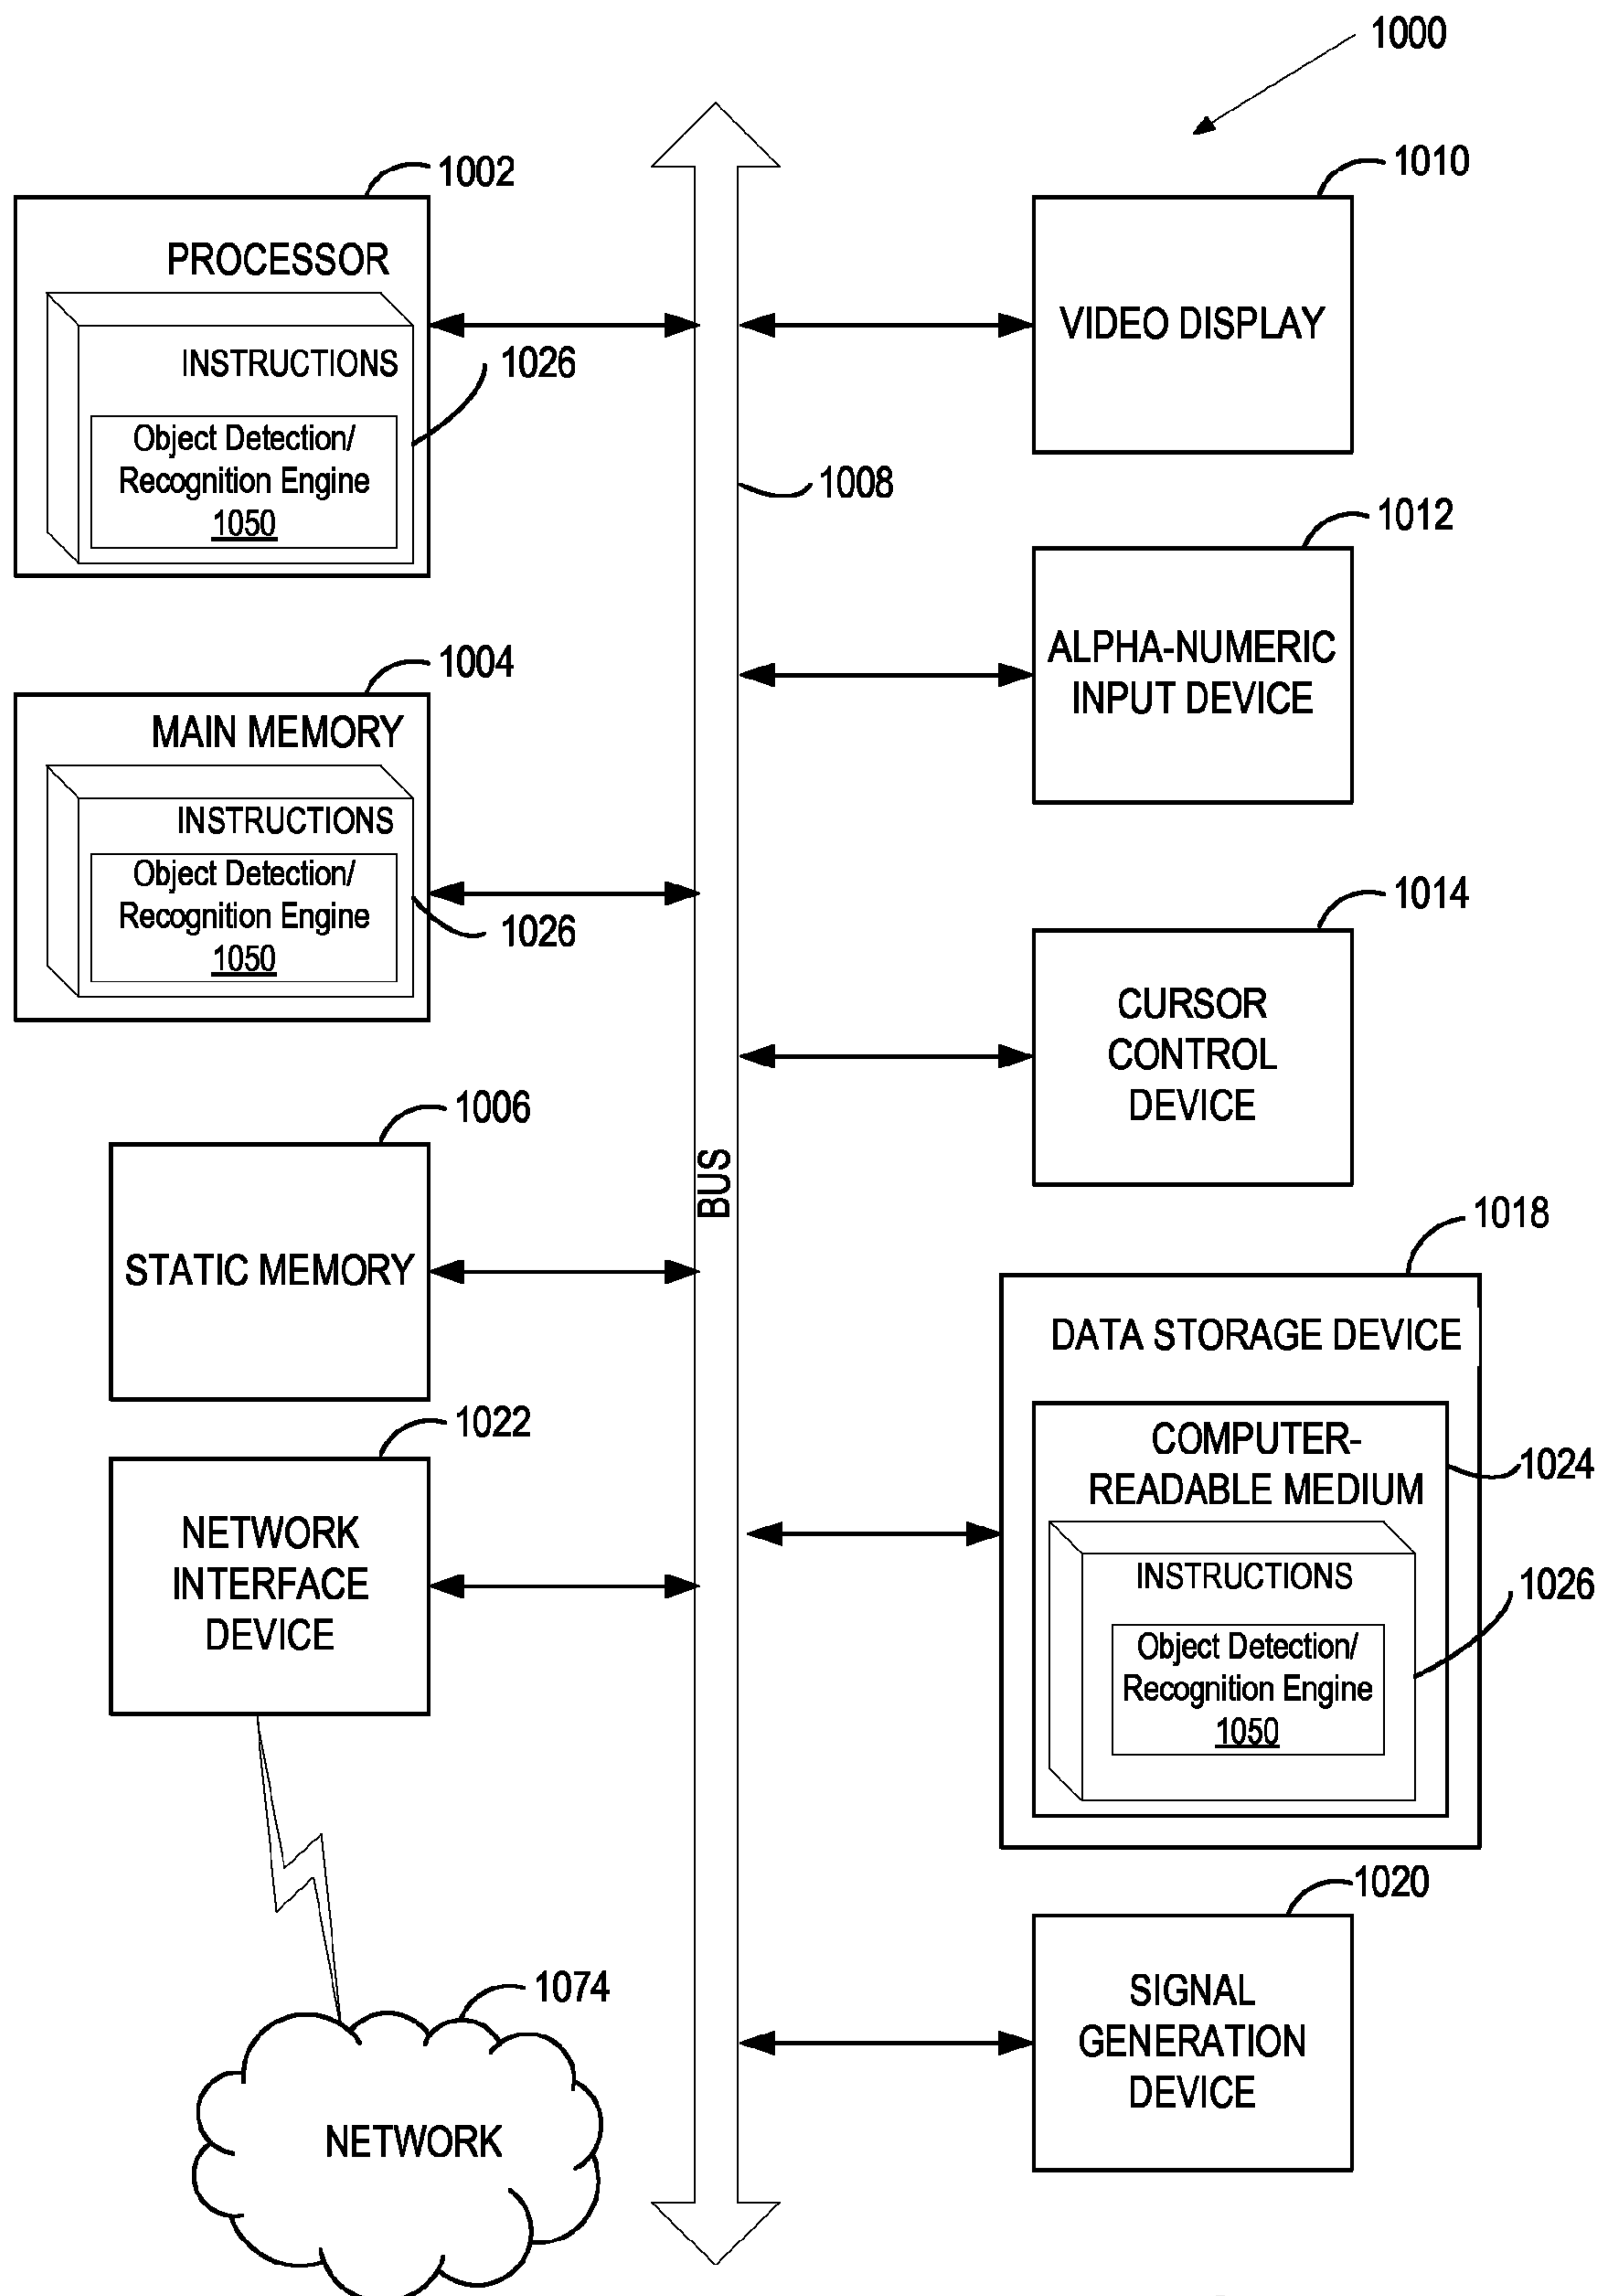 1000
1002
PROCESSOR
INSTRUCTIONS
1026
Object Detection/
Recognition Engine
1050
1004
MAIN MEMORY
INSTRUCTIONS
Object Detection/
Recognition Engine
1050
1026
1006
STATIC MEMORY
1022
NETWORK
INTERFACE
DEVICE
1074
NETWORK
1008
BUS
1010
VIDEO DISPLAY
1012
ALPHA-NUMERIC
INPUT DEVICE
1014
CURSOR
CONTROL
DEVICE
1018
DATA STORAGE DEVICE
COMPUTER-
READABLE MEDIUM
1024
INSTRUCTIONS
1026
Object Detection/
Recognition Engine
1050
1020
SIGNAL
GENERATION
DEVICE